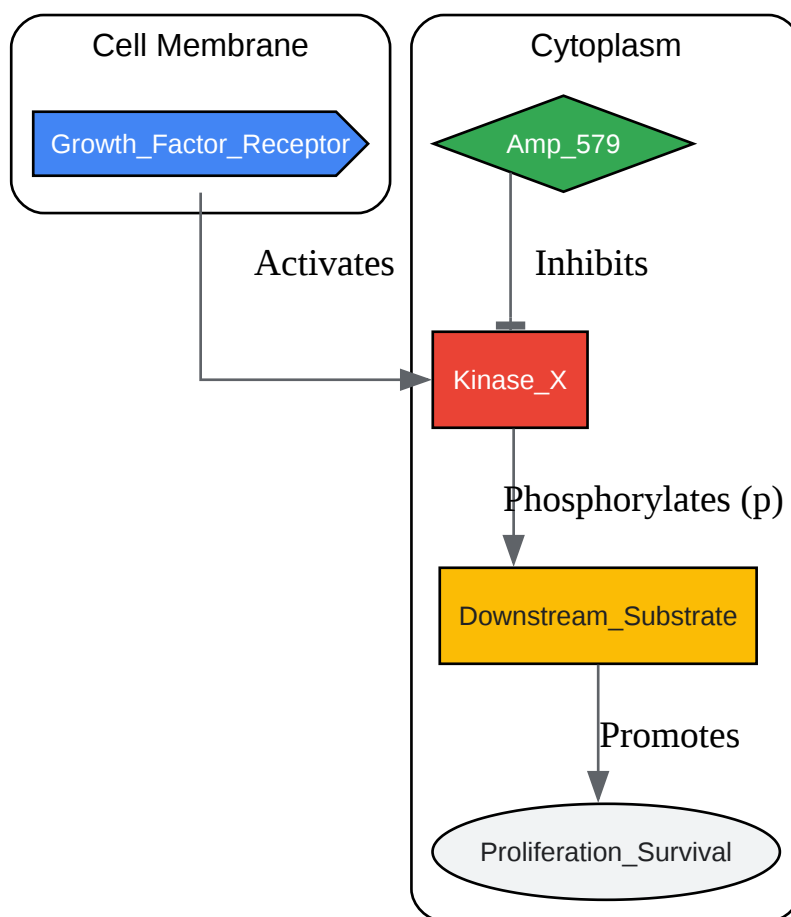 Cell Membrane
Cytoplasm
Growth_Factor_Receptor
Amp_579
Activates
Inhibits
Kinase_X
Phosphorylates (p)
Downstream_Substrate
Promotes
Proliferation_Survival